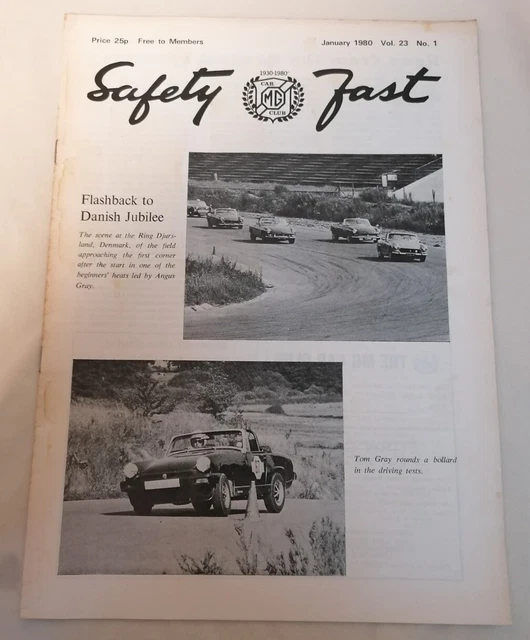 Price 25p Free to Members
January 1980 Vol. 23 No. 1
Safety Fast
1930-1980
CAR
MG
CLUB
Flashback to
Danish Jubilee
The scene at the Ring Djurs-
land, Denmark, of the field
approaching the first corner
after the start in one of the
beginners' heats led by Angus
Gray.
Tom Gray rounds a bollard
in the driving tests.